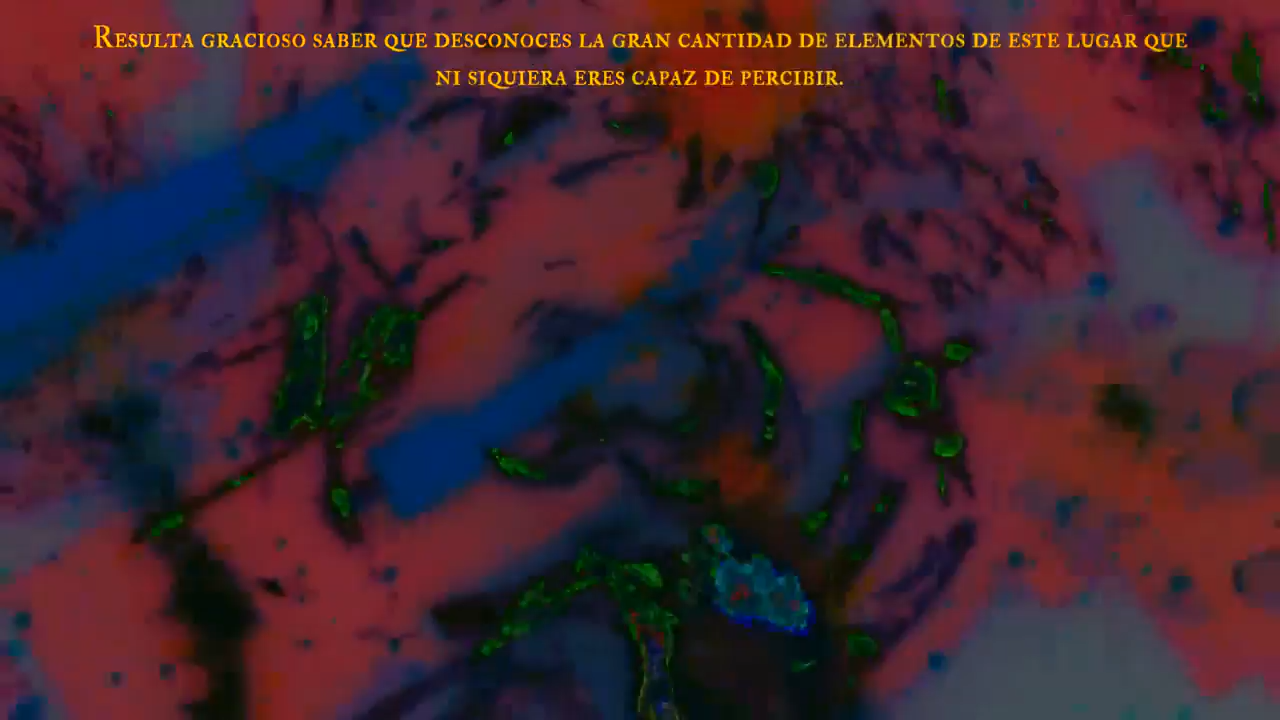 Resulta gracioso saber que desconoces la gran cantidad de elementos de este lugar que
ni siquiera eres capaz de percibir.